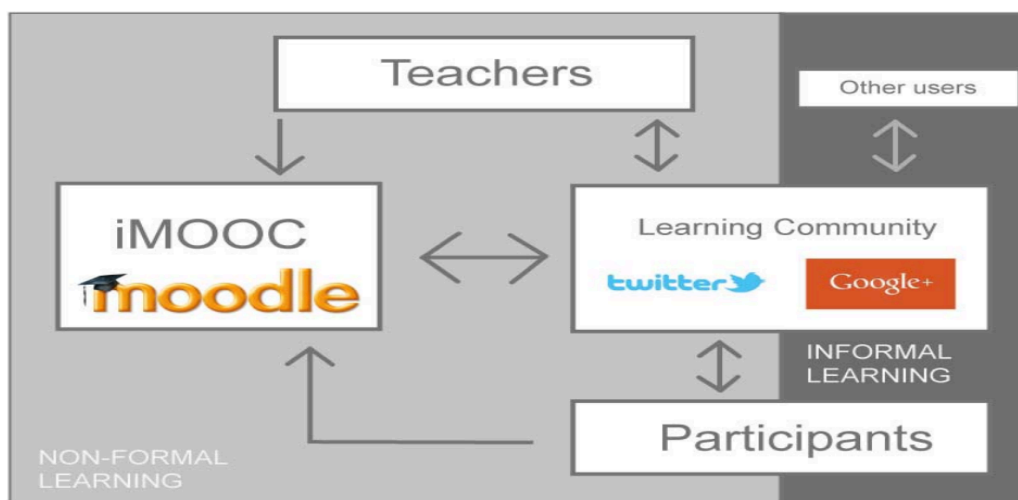 Teachers
Other users
iMOOC
moodle
Learning Community
twitter
Google+
INFORMAL
LEARNING
Participants
NON-FORMAL
LEARNING